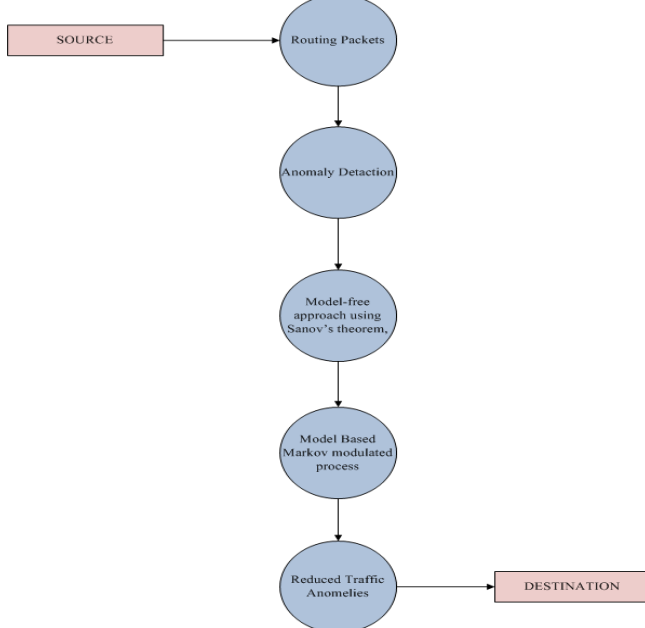 SOURCE
Routing Packets
Anomaly Detaction
Model-free
approach using
Sanov's theorem,
Model Based
Markov modulated
process
Reduced Traffic
Anomelies
DESTINATION